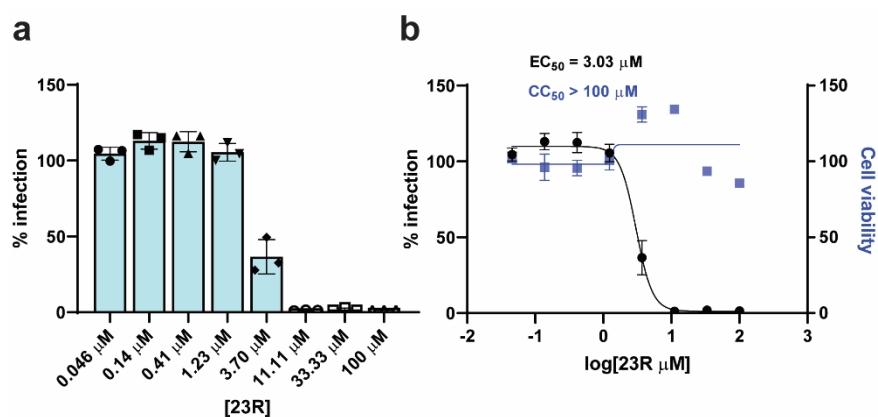 a
150
100
50
0
% infection
0.046 μM
0.14 μM
0.41 μM
1.23 μM
3.70 μM
11.11 μM
33.33 μM
100 μM
[23R]
b
EC50 = 3.03 μM
CC50 > 100 μM
150
100
50
0
% infection
150
100
50
0
Cell viability
-2
-1
0
1
2
3
log[23R μM]